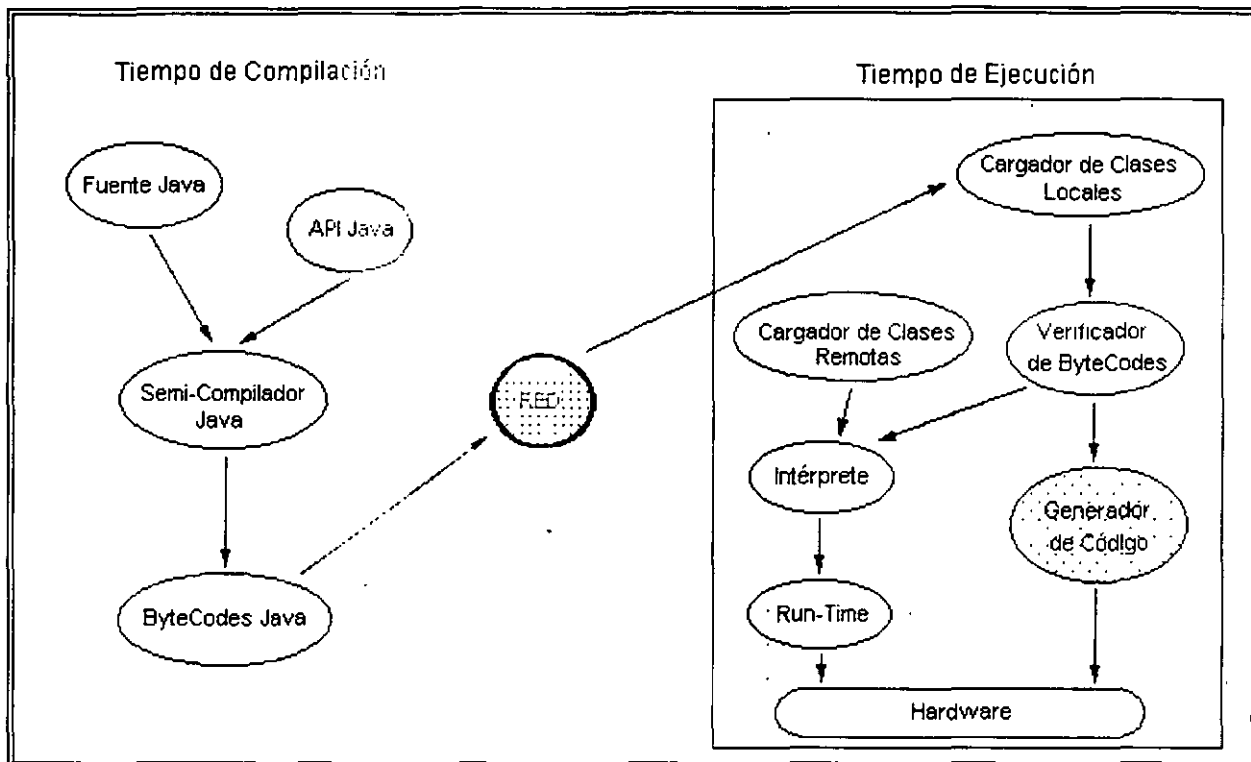 Tiempo de Compilación
Tiempo de Ejecución
Fuente Java
API Java
Semi-Compilador
Java
ByteCodes Java
RED
Cargador de Clases
Locales
Cargador de Clases
Remotas
Verificador
de ByteCodes
Intérprete
Generador
de Código
Run-Time
Hardware